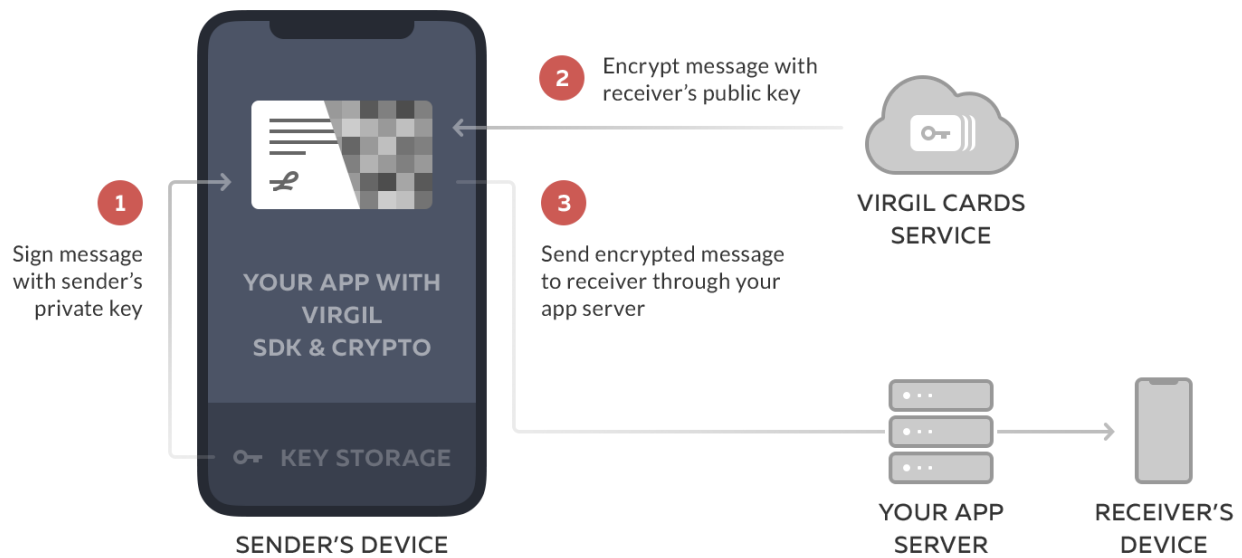 2
Encrypt message with
receiver’s public key
1
Sign message
with sender’s
private key
3
Send encrypted message
to receiver through your
app server
VIRGIL CARDS
SERVICE
YOUR APP WITH
VIRGIL
SDK & CRYPTO
KEY STORAGE
SENDER’S DEVICE
YOUR APP
SERVER
RECEIVER’S
DEVICE